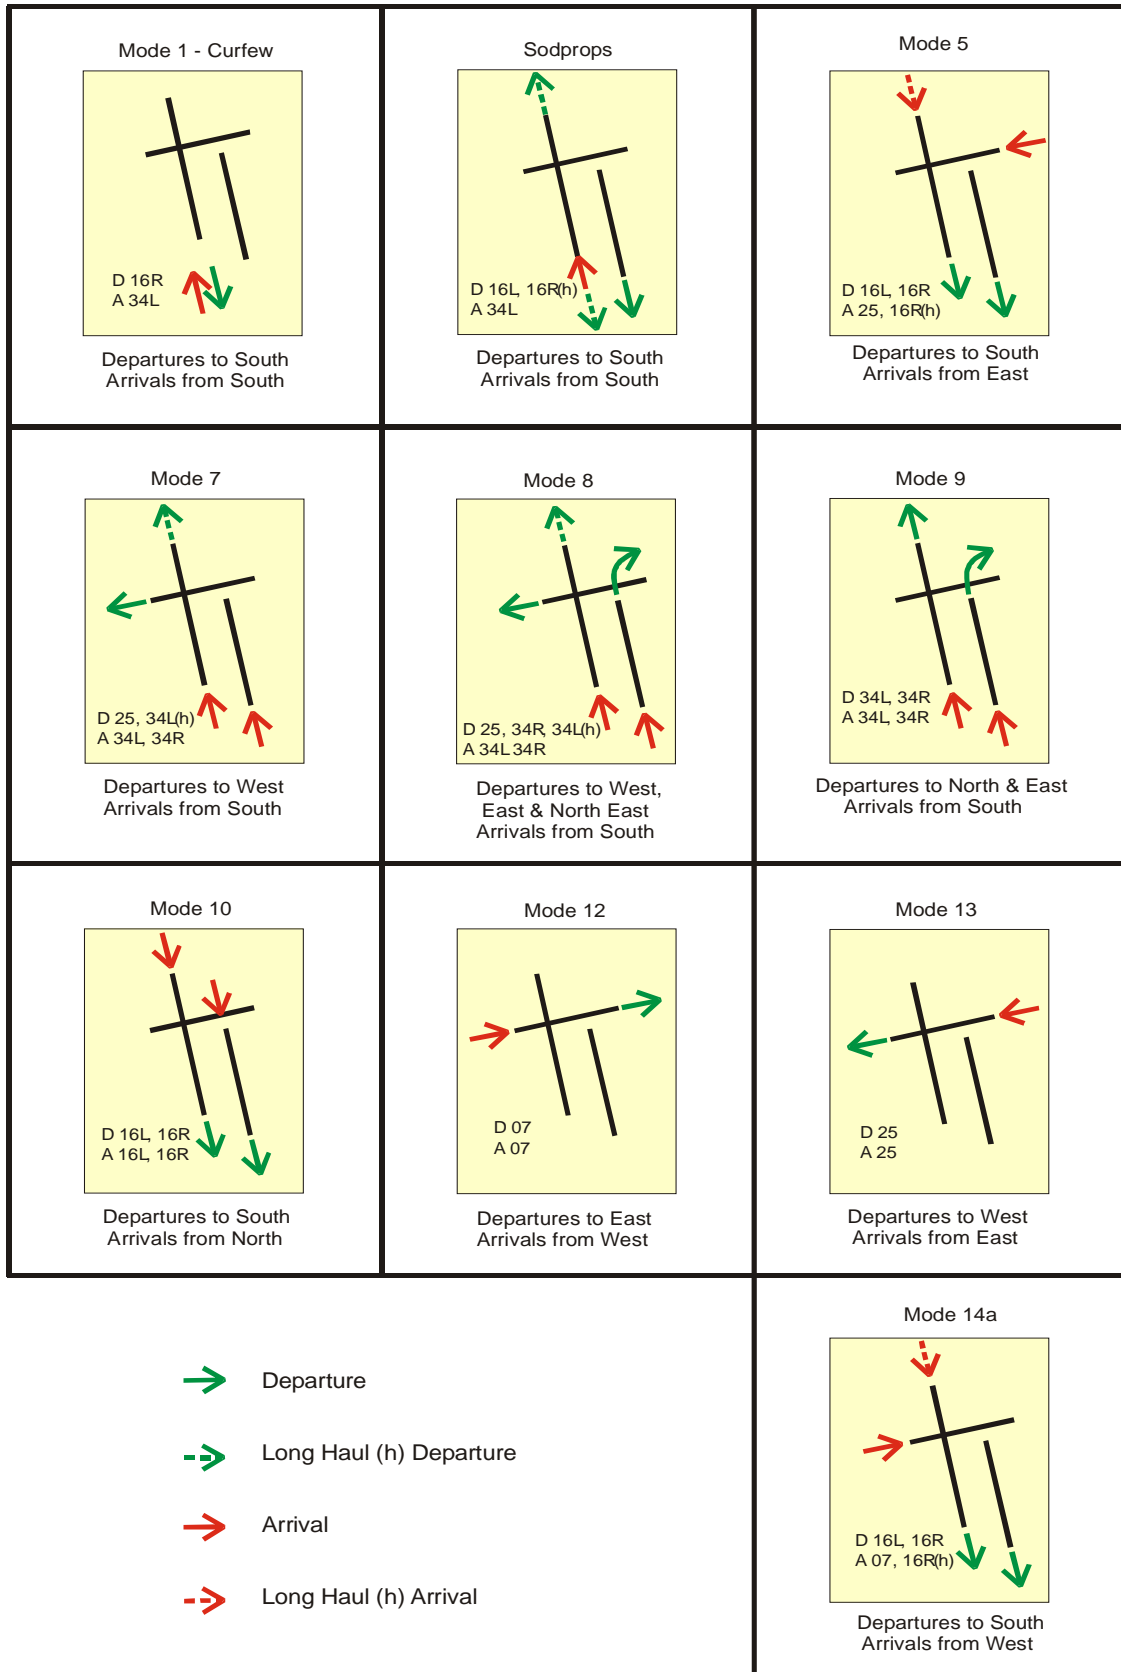 Mode 1 - Curfew
D 16R
A 34L
Departures to South
Arrivals from South
Sodprops
D 16L, 16R(h)
A 34L
Departures to South
Arrivals from South
Mode 5
D 16L, 16R
A 25, 16R(h)
Departures to South
Arrivals from East
Mode 7
D 25, 34L(h)
A 34L, 34R
Departures to West
Arrivals from South
Mode 8
D 25, 34R, 34L(h)
A 34L 34R
Departures to West,
East & North East
Arrivals from South
Mode 9
D 34L, 34R
A 34L, 34R
Departures to North & East
Arrivals from South
Mode 10
D 16L, 16R
A 16L, 16R
Departures to South
Arrivals from North
Mode 12
D 07
A 07
Departures to East
Arrivals from West
Mode 13
D 25
A 25
Departures to West
Arrivals from East
Departure
Long Haul (h) Departure
Arrival
Long Haul (h) Arrival
Mode 14a
D 16L, 16R
A 07, 16R(h)
Departures to South
Arrivals from West